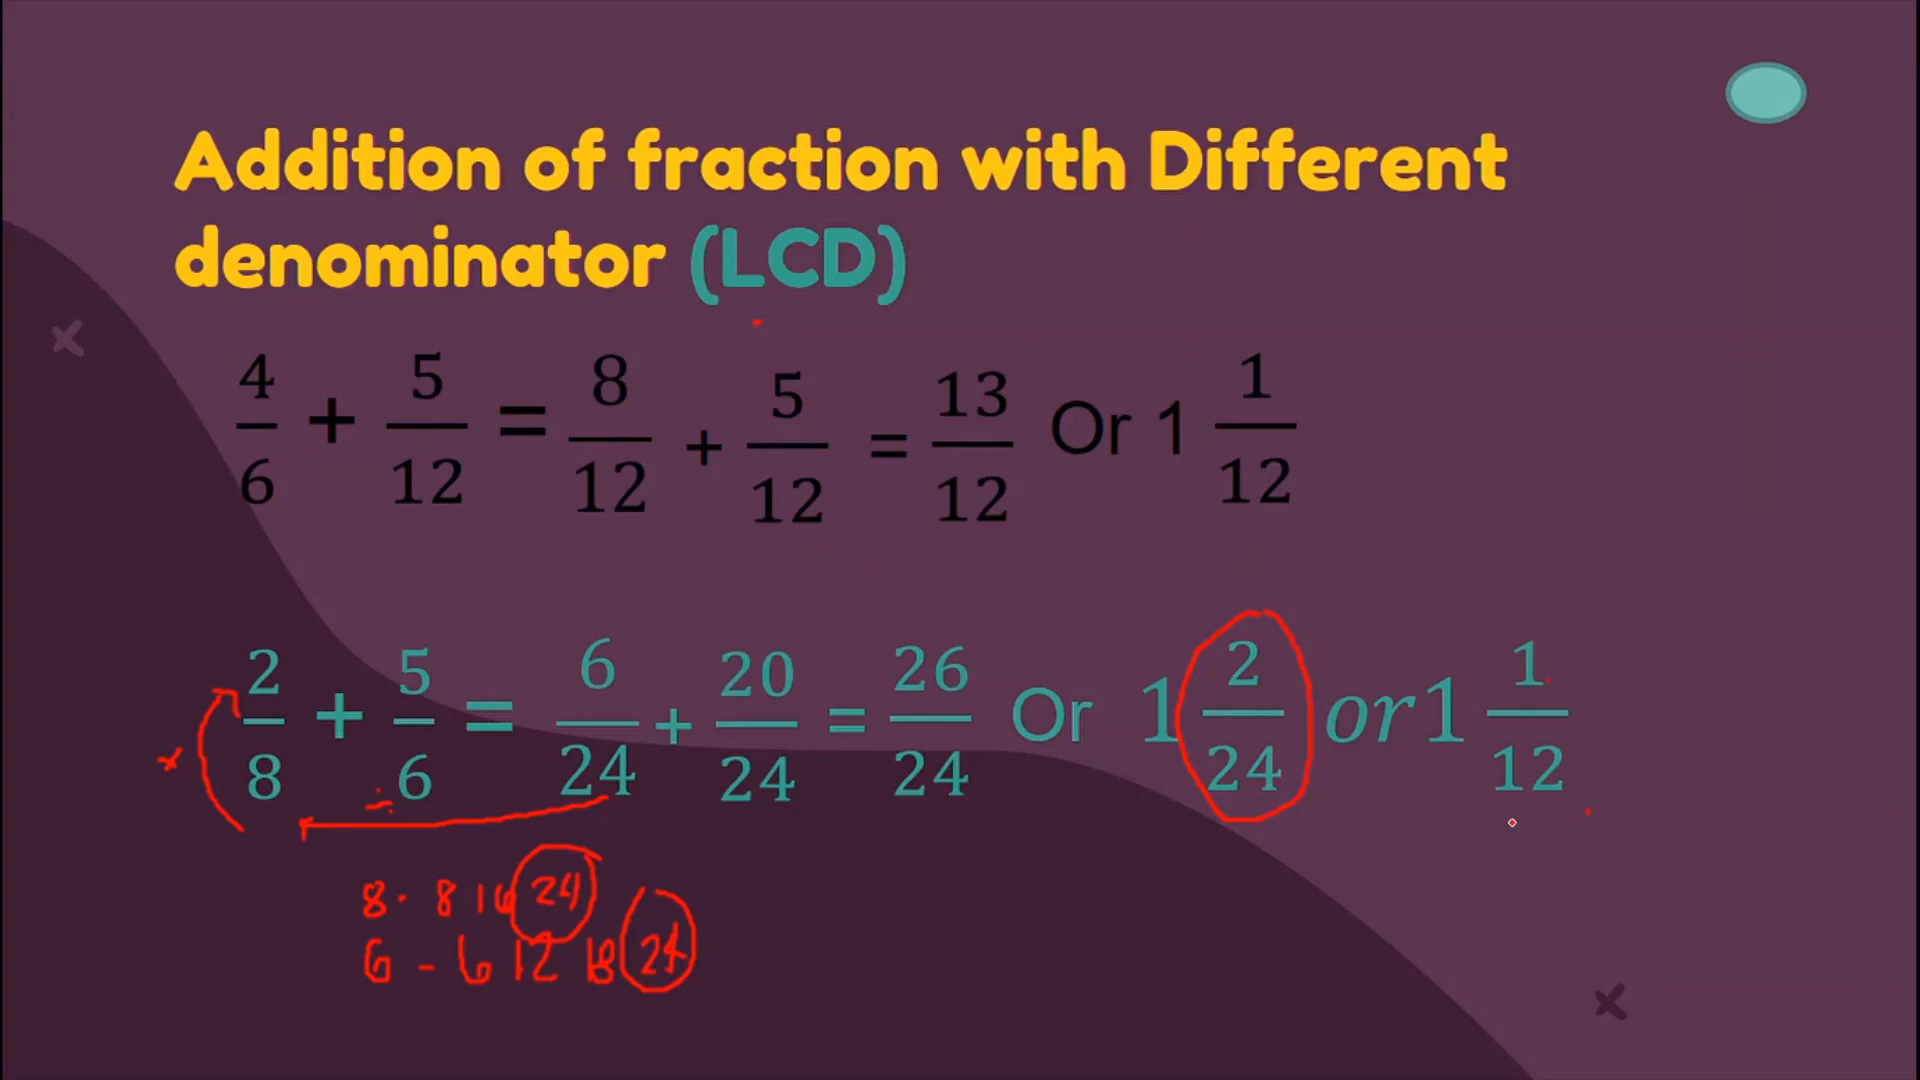 Addition of fraction with Different
denominator (LCD)
4/6 + 5/12 = 8/12 + 5/12 = 13/12 Or 1 1/12
2/8 + 5/6 = 6/24 + 20/24 = 26/24 Or 1 2/24 or 1 1/12
×
÷
8 · 8 16 24
6 - 6 12 18 24